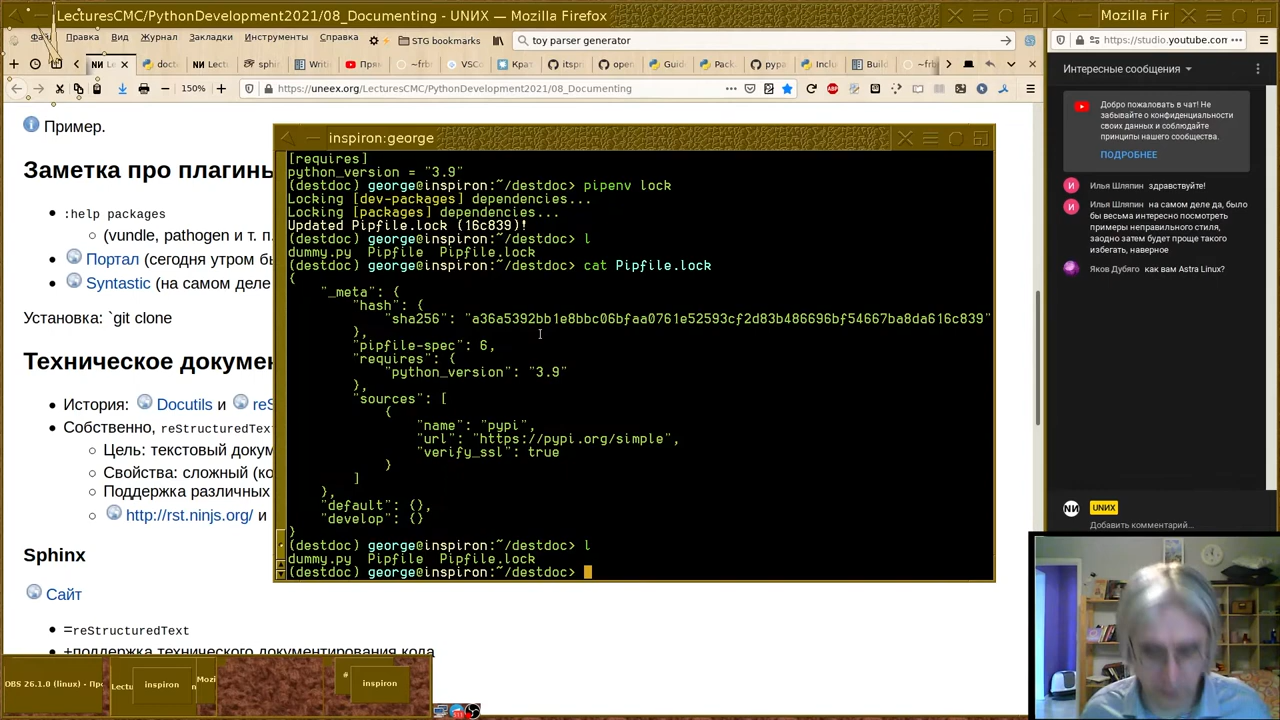 LecturesCMC/PythonDevelopment2021/08_Documenting - UNИX — Mozilla Firefox
Правка Вид Журнал Закладки Инструменты Справка
STG bookmarks
toy parser generator
150%
https://uneex.org/LecturesCMC/PythonDevelopment2021/08_Documenting
Пример.
Заметка про плагины
:help packages
(vundle, pathogen и т. п.
Портал (сегодня утром бы
Syntastic (на самом деле
Установка: `git clone
Техническое докумен
История: Docutils и reS
Собственно, reStructuredTex
Цель: текстовый докум
Свойства: сложный (ко
Поддержка различных
http://rst.ninjs.org/ и
Sphinx
Сайт
=reStructuredText
+поддержка технического документирования кода
inspiron:george
[requires]
python_version = "3.9"
(destdoc) george@inspiron:~/destdoc> pipenv lock
Locking [dev-packages] dependencies...
Locking [packages] dependencies...
Updated Pipfile.lock (16c839)!
(destdoc) george@inspiron:~/destdoc> l
dummy.py Pipfile Pipfile.lock
(destdoc) george@inspiron:~/destdoc> cat Pipfile.lock
{
"_meta": {
"hash": {
"sha256": "a36a5392bb1e8bbc06bfaa0761e52593cf2d83b486696bf54667ba8da616c839"
},
"pipfile-spec": 6,
"requires": {
"python_version": "3.9"
},
"sources": [
{
"name": "pypi",
"url": "https://pypi.org/simple",
"verify_ssl": true
}
]
},
"default": {},
"develop": {}
}
(destdoc) george@inspiron:~/destdoc> l
dummy.py Pipfile Pipfile.lock
(destdoc) george@inspiron:~/destdoc>
Mozilla Fir
https://studio.youtube.com
Интересные сообщения
Добро пожаловать в чат! Не
забывайте о конфиденциальности
своих данных и соблюдайте
принципы нашего сообщества.
ПОДРОБНЕЕ
Илья Шляпин здравствуйте!
Илья Шляпин на самом деле да, было
бы весьма интересно посмотреть
примеры неправильного стиля,
заодно затем будет проще такого
избегать, наверное
Яков Дубяго как вам Astra Linux?
UNИX
Добавить комментарий...
OBS 26.1.0 (linux) - Пр
inspiron
inspiron